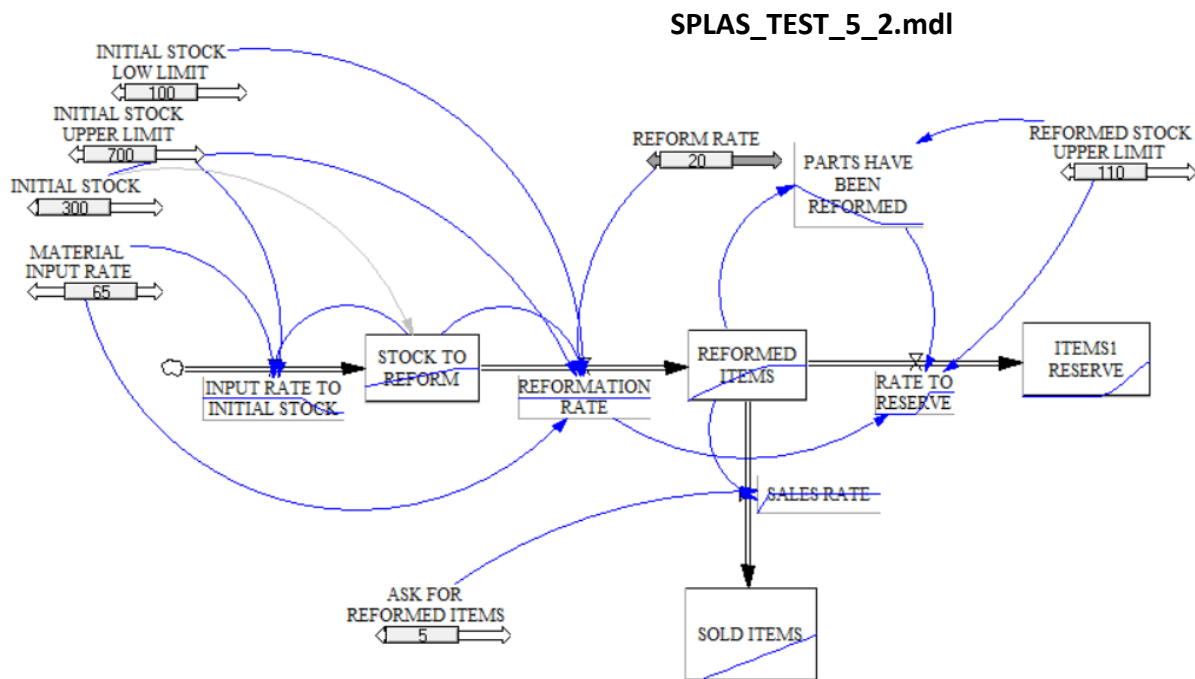 SPLAS_TEST_5_2.mdl
INITIAL STOCK
LOW LIMIT
100
INITIAL STOCK
UPPER LIMIT
700
INITIAL STOCK
300
MATERIAL
INPUT RATE
65
REFORM RATE
20
PARTS HAVE
BEEN
REFORMED
REFORMED STOCK
UPPER LIMIT
110
INPUT RATE TO
INITIAL STOCK
STOCK TO
REFORM
REFORMATION
RATE
REFORMED
ITEMS
RATE TO
RESERVE
ITEMS1
RESERVE
SALES RATE
ASK FOR
REFORMED ITEMS
5
SOLD ITEMS